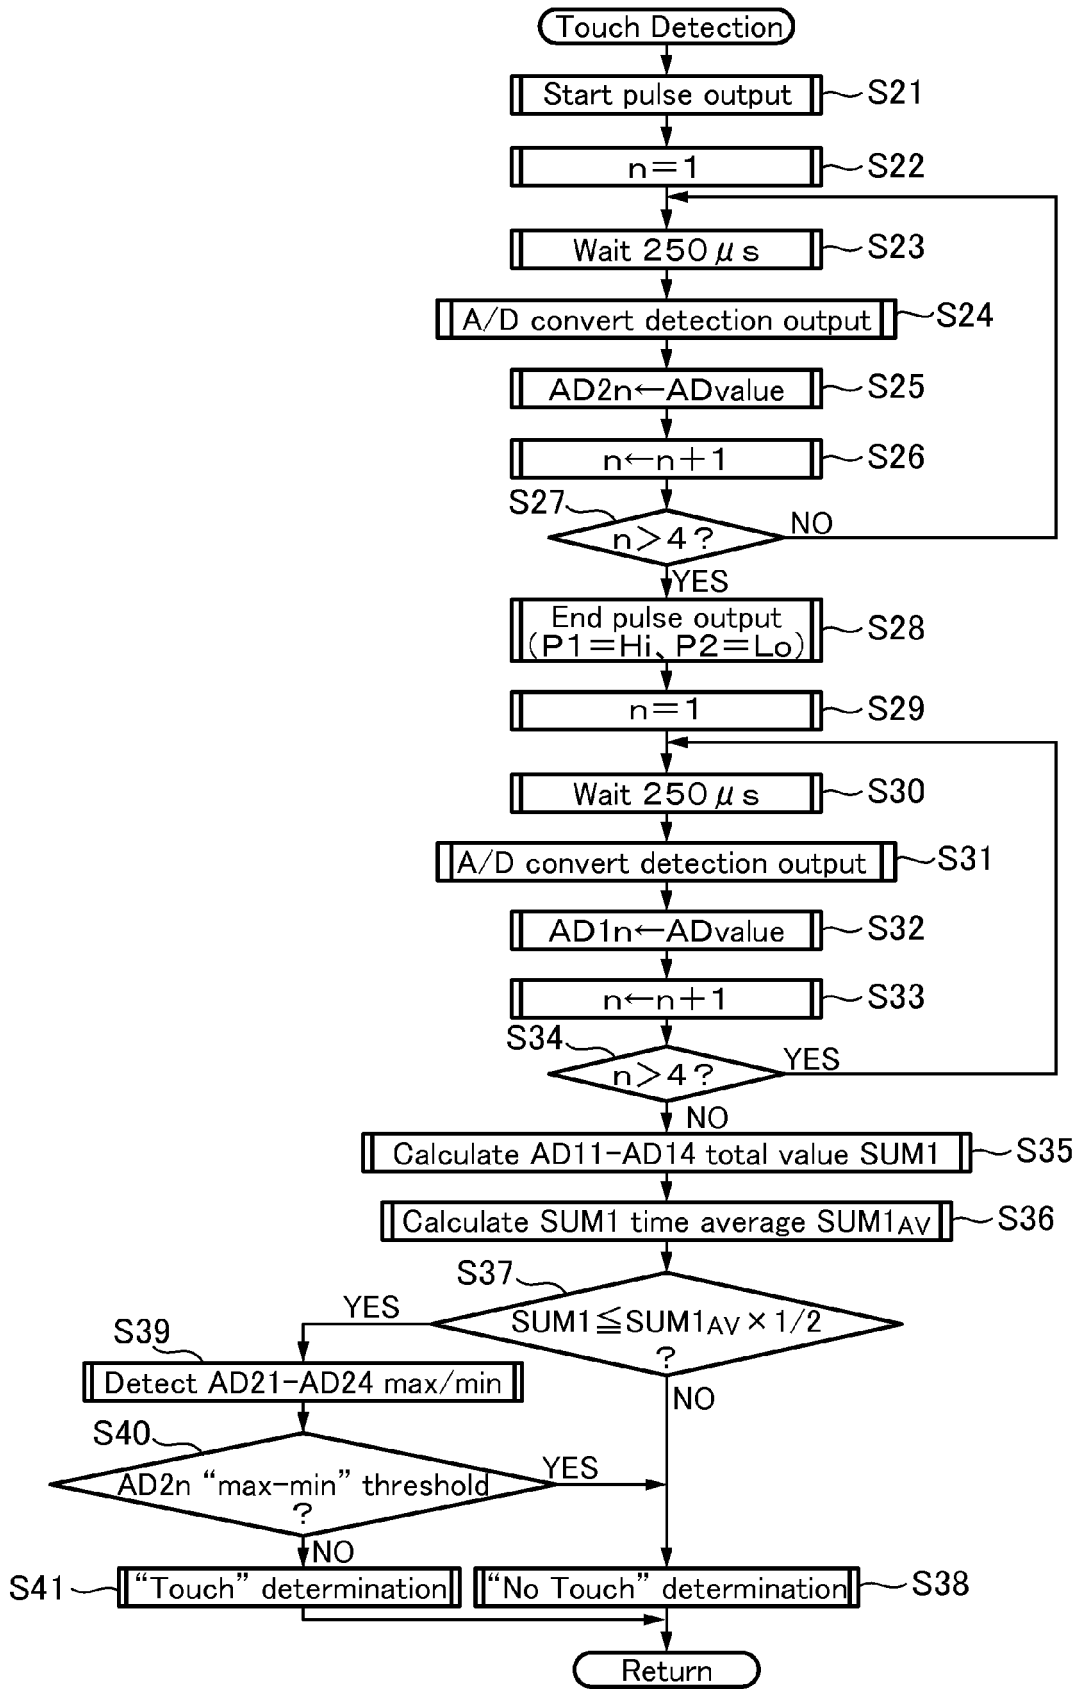 Touch Detection
Start pulse output
S21
n=1
S22
Wait 250μs
S23
A/D convert detection output
S24
AD2n←ADvalue
S25
n←n+1
S26
S27
n>4?
NO
YES
End pulse output
(P1=Hi、P2=Lo)
S28
n=1
S29
Wait 250μs
S30
A/D convert detection output
S31
AD1n←ADvalue
S32
n←n+1
S33
S34
n>4?
YES
NO
Calculate AD11-AD14 total value SUM1
S35
Calculate SUM1 time average SUM1AV
S36
S37
YES
SUM1≦SUM1AV×1/2
?
NO
S39
Detect AD21-AD24 max/min
S40
AD2n “max-min” threshold
?
YES
NO
S41
“Touch” determination
“No Touch” determination
S38
Return